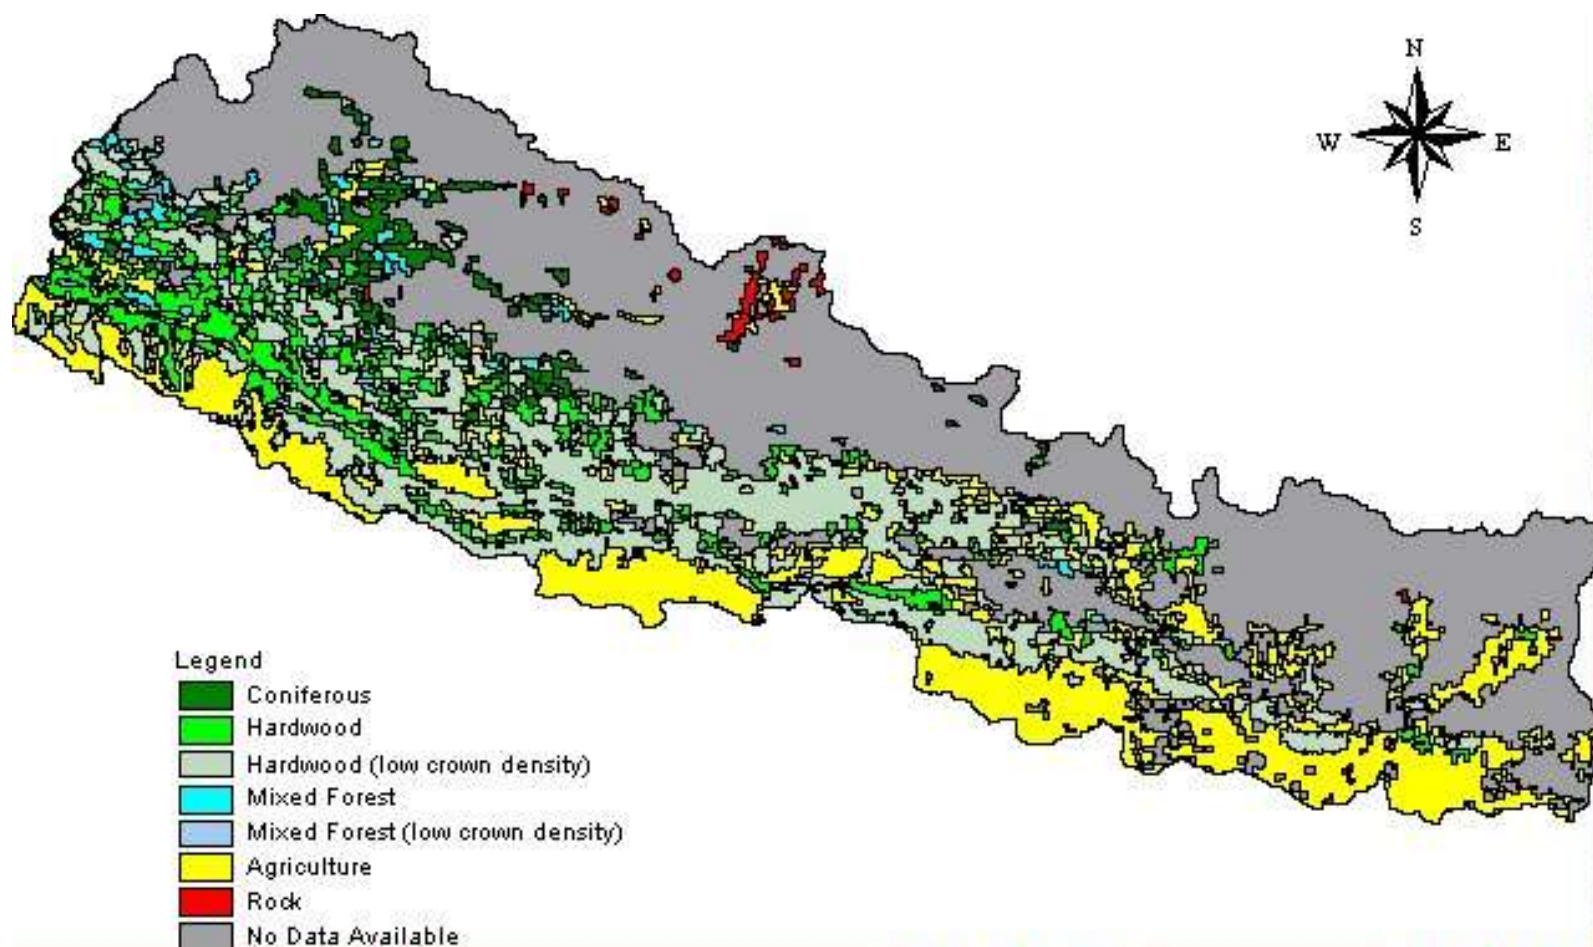 N
W E
S
Legend
Coniferous
Hardwood
Hardwood (low crown density)
Mixed Forest
Mixed Forest (low crown density)
Agriculture
Rock
No Data Available